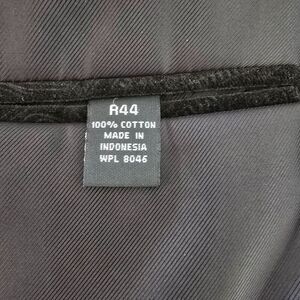 R44
100% COTTON
MADE IN
INDONESIA
WPL 8046